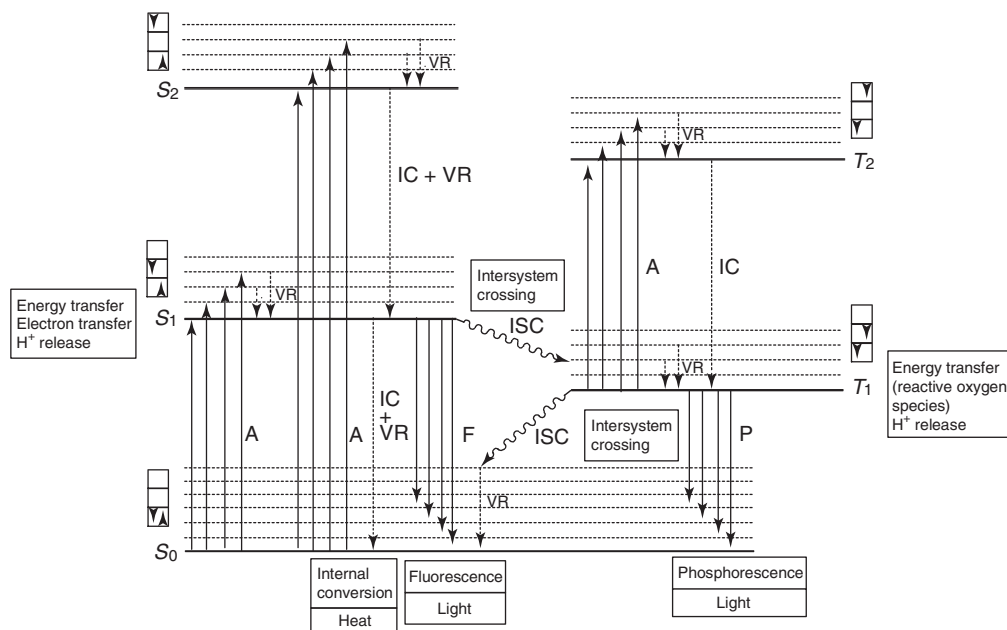 VR
S2
VR
T2
IC + VR
A
IC
Intersystem
crossing
VR
Energy transfer
Electron transfer
H+ release
S1
ISC
VR
T1
Energy transfer
(reactive oxygen
species)
H+ release
IC
+
VR
A
A
F
ISC
Intersystem
crossing
P
VR
S0
Internal
conversion
Heat
Fluorescence
Light
Phosphorescence
Light